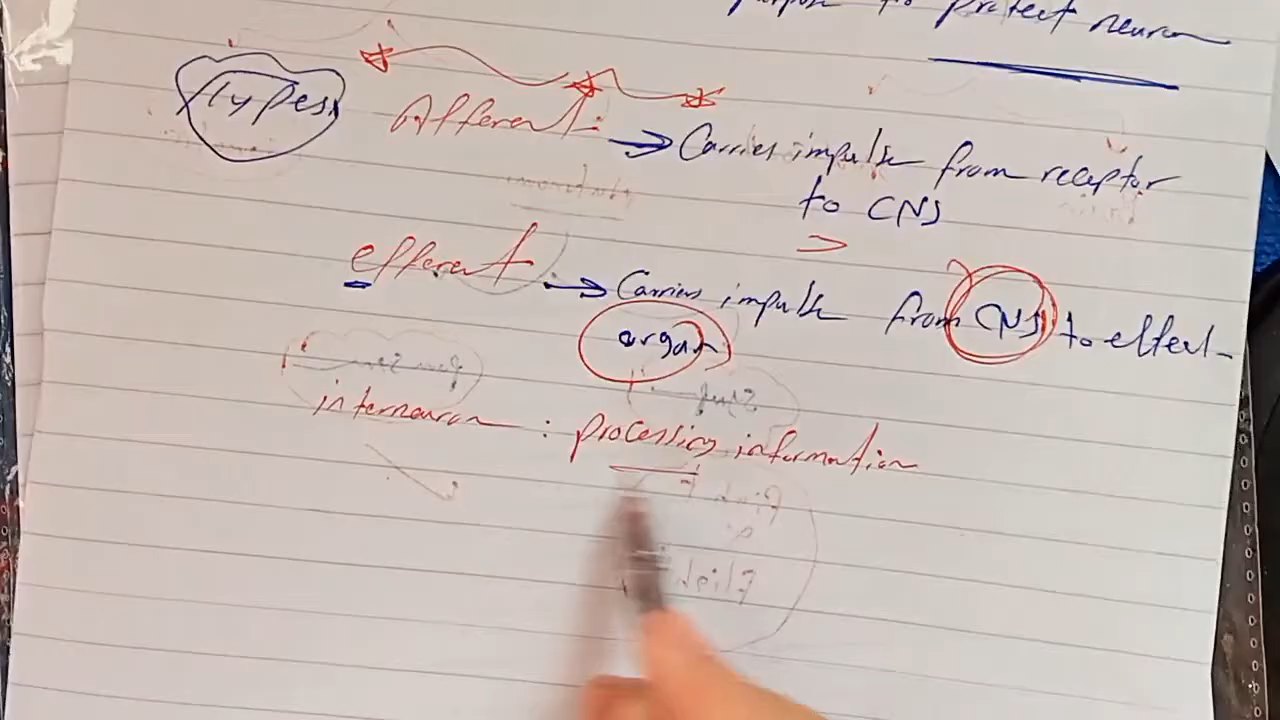 purpose to protect neuron
Types
Afferent: → Carries impulse from receptor
to CNS
efferent: → Carries impulse from CNS to effect-
organ
interneuron : processing information